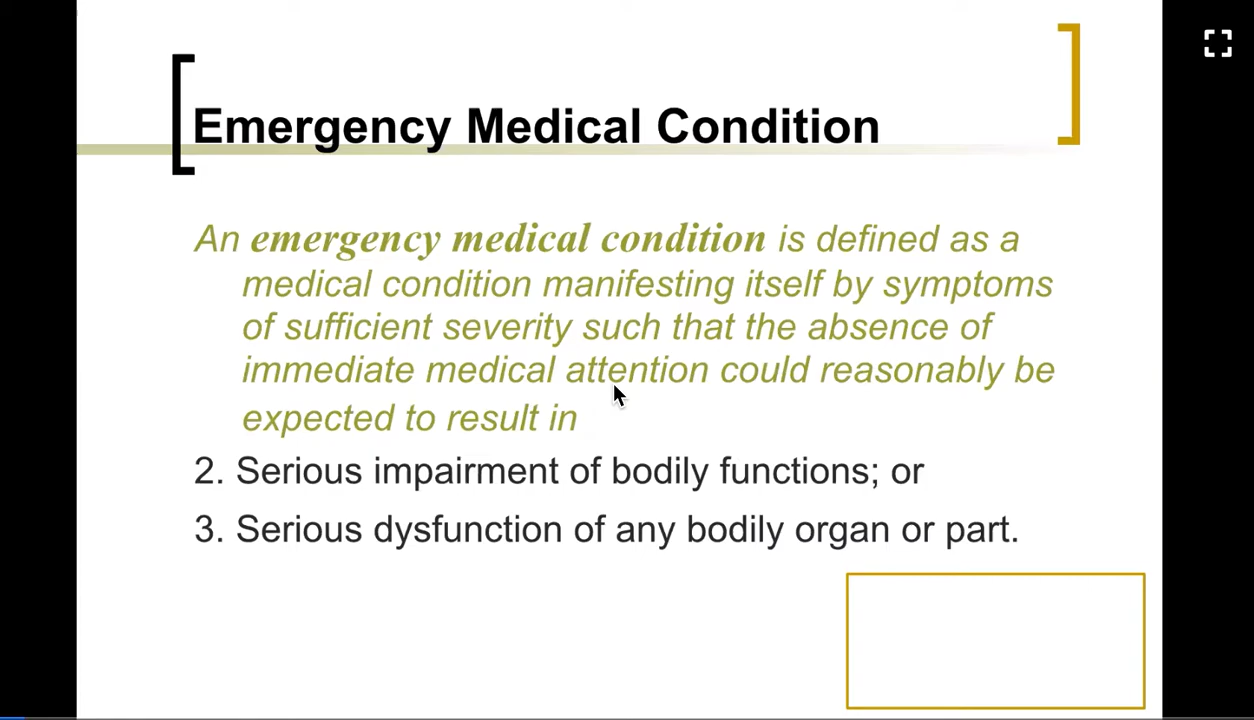 Emergency Medical Condition
An emergency medical condition is defined as a
medical condition manifesting itself by symptoms
of sufficient severity such that the absence of
immediate medical attention could reasonably be
expected to result in
2. Serious impairment of bodily functions; or
3. Serious dysfunction of any bodily organ or part.